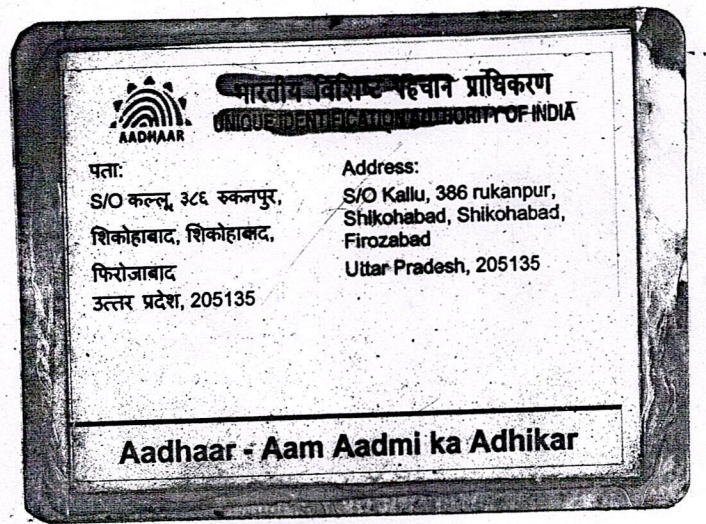 भारतीय विशिष्ट पहचान प्राधिकरण
UNIQUE IDENTIFICATION AUTHORITY OF INDIA
AADHAAR
पता:
S/O कल्लू, ३८६ रुकनपुर,
शिकोहाबाद, शिकोहाबाद,
फिरोजाबाद
उत्तर प्रदेश, 205135
Address:
S/O Kallu, 386 rukanpur,
Shikohabad, Shikohabad,
Firozabad
Uttar Pradesh, 205135
Aadhaar - Aam Aadmi ka Adhikar